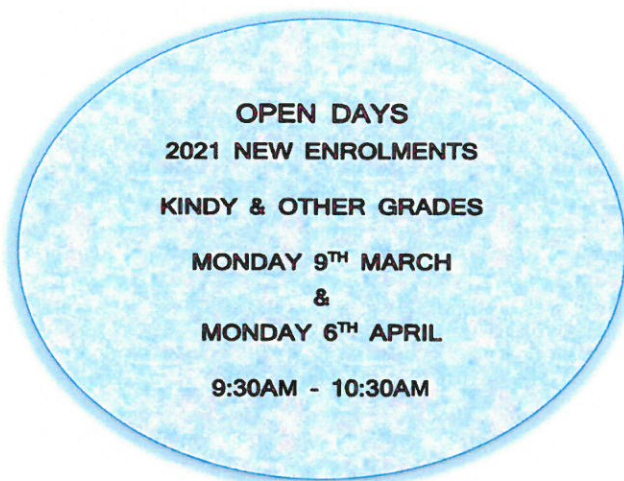 OPEN DAYS
2021 NEW ENROLMENTS
KINDY & OTHER GRADES
MONDAY 9TH MARCH
&
MONDAY 6TH APRIL
9:30AM - 10:30AM